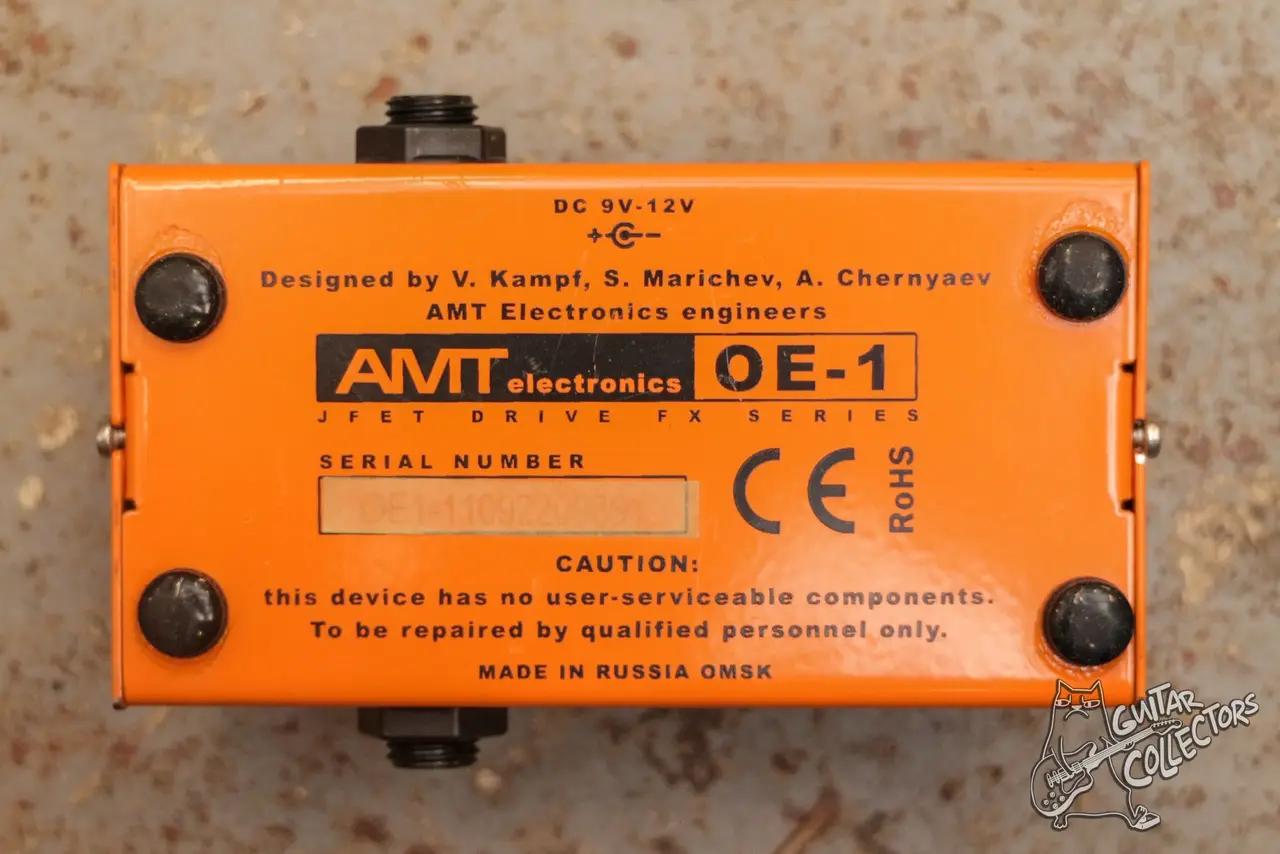 DC 9V-12V
Designed by V. Kampf, S. Marichev, A. Chernyaev
AMT Electronics engineers
AMT electronics OE-1
JFET DRIVE FX SERIES
SERIAL NUMBER
CE RoHS
CAUTION:
this device has no user-serviceable components.
To be repaired by qualified personnel only.
MADE IN RUSSIA OMSK
GUITAR
COLLECTORS